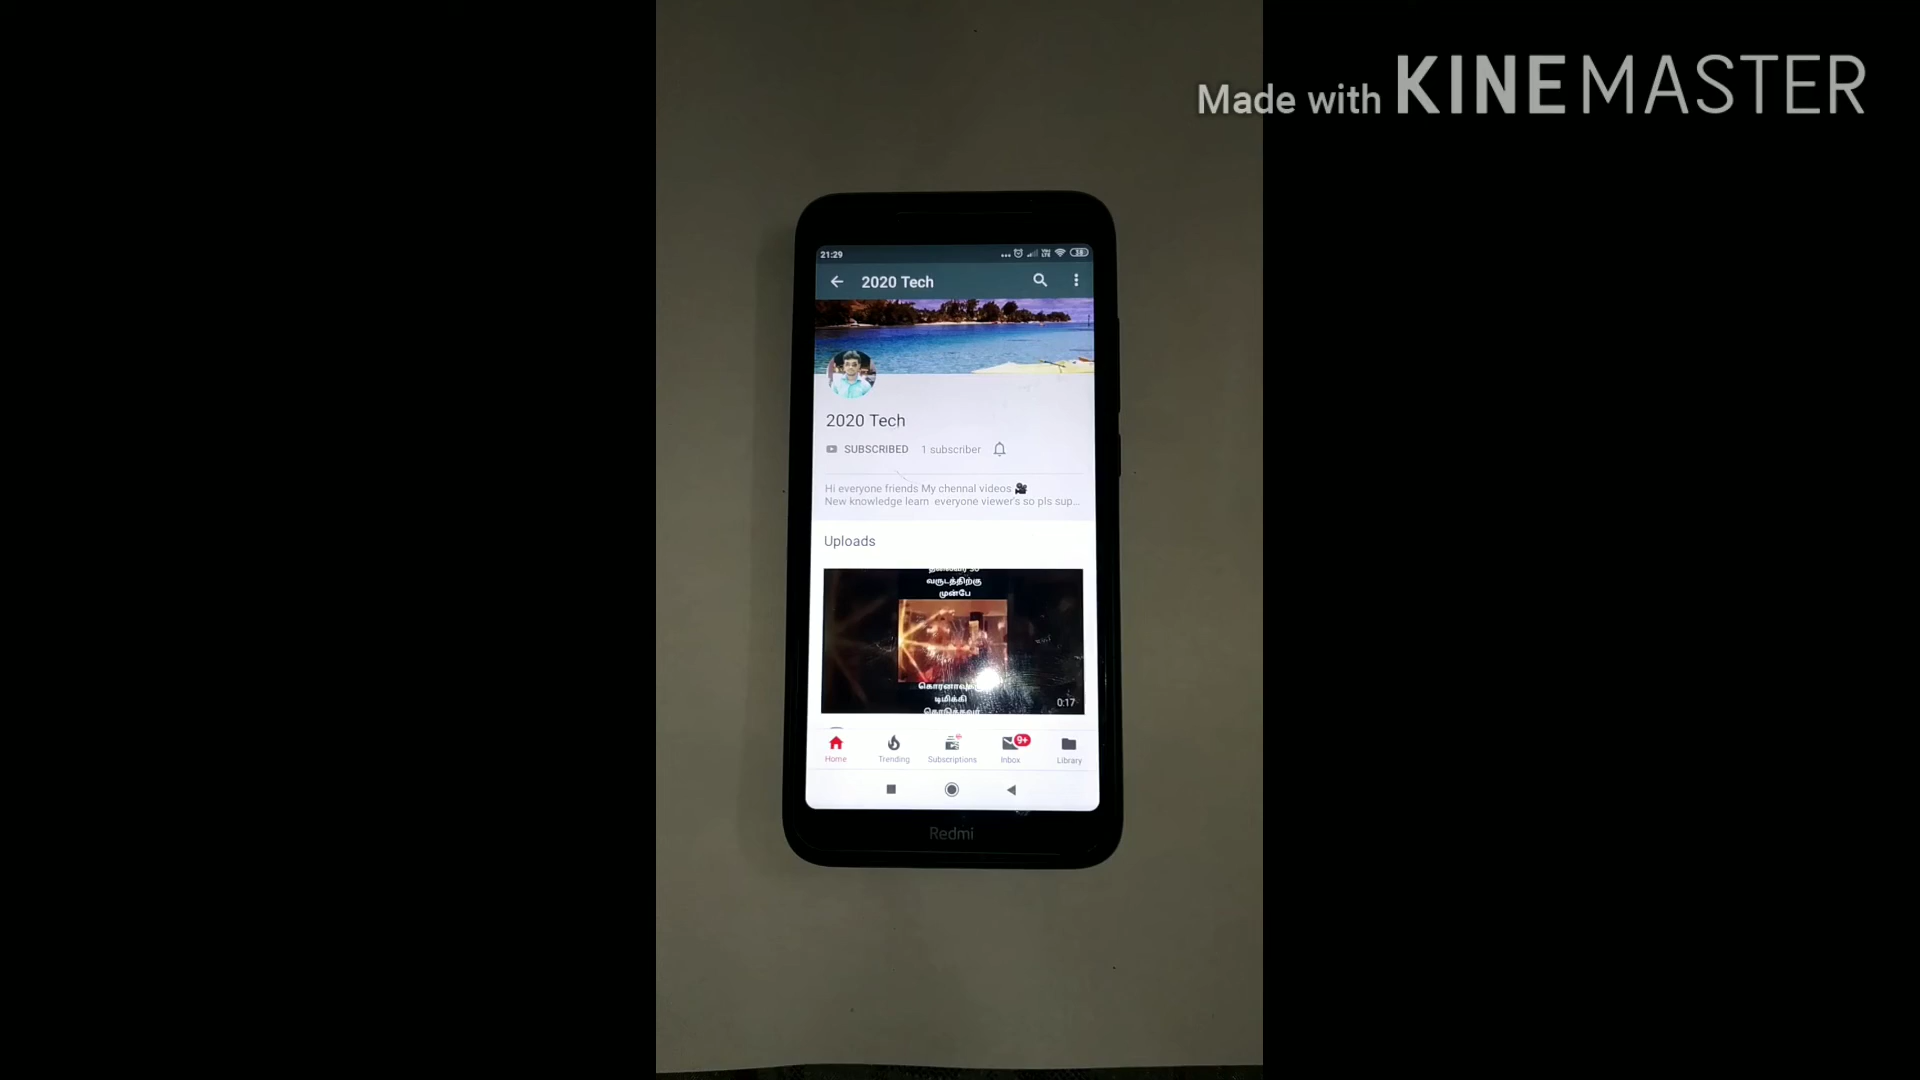 Made with KINEMASTER
21:29
2020 Tech
2020 Tech
SUBSCRIBED 1 subscriber
Hi everyone friends My chennal videos 🎥
New knowledge learn everyone viewer's so pls sup...
Uploads
வருடத்திற்கு
முன்பே
டிமிக்கி
0:17
9+
Home Trending Subscriptions Inbox Library
Redmi